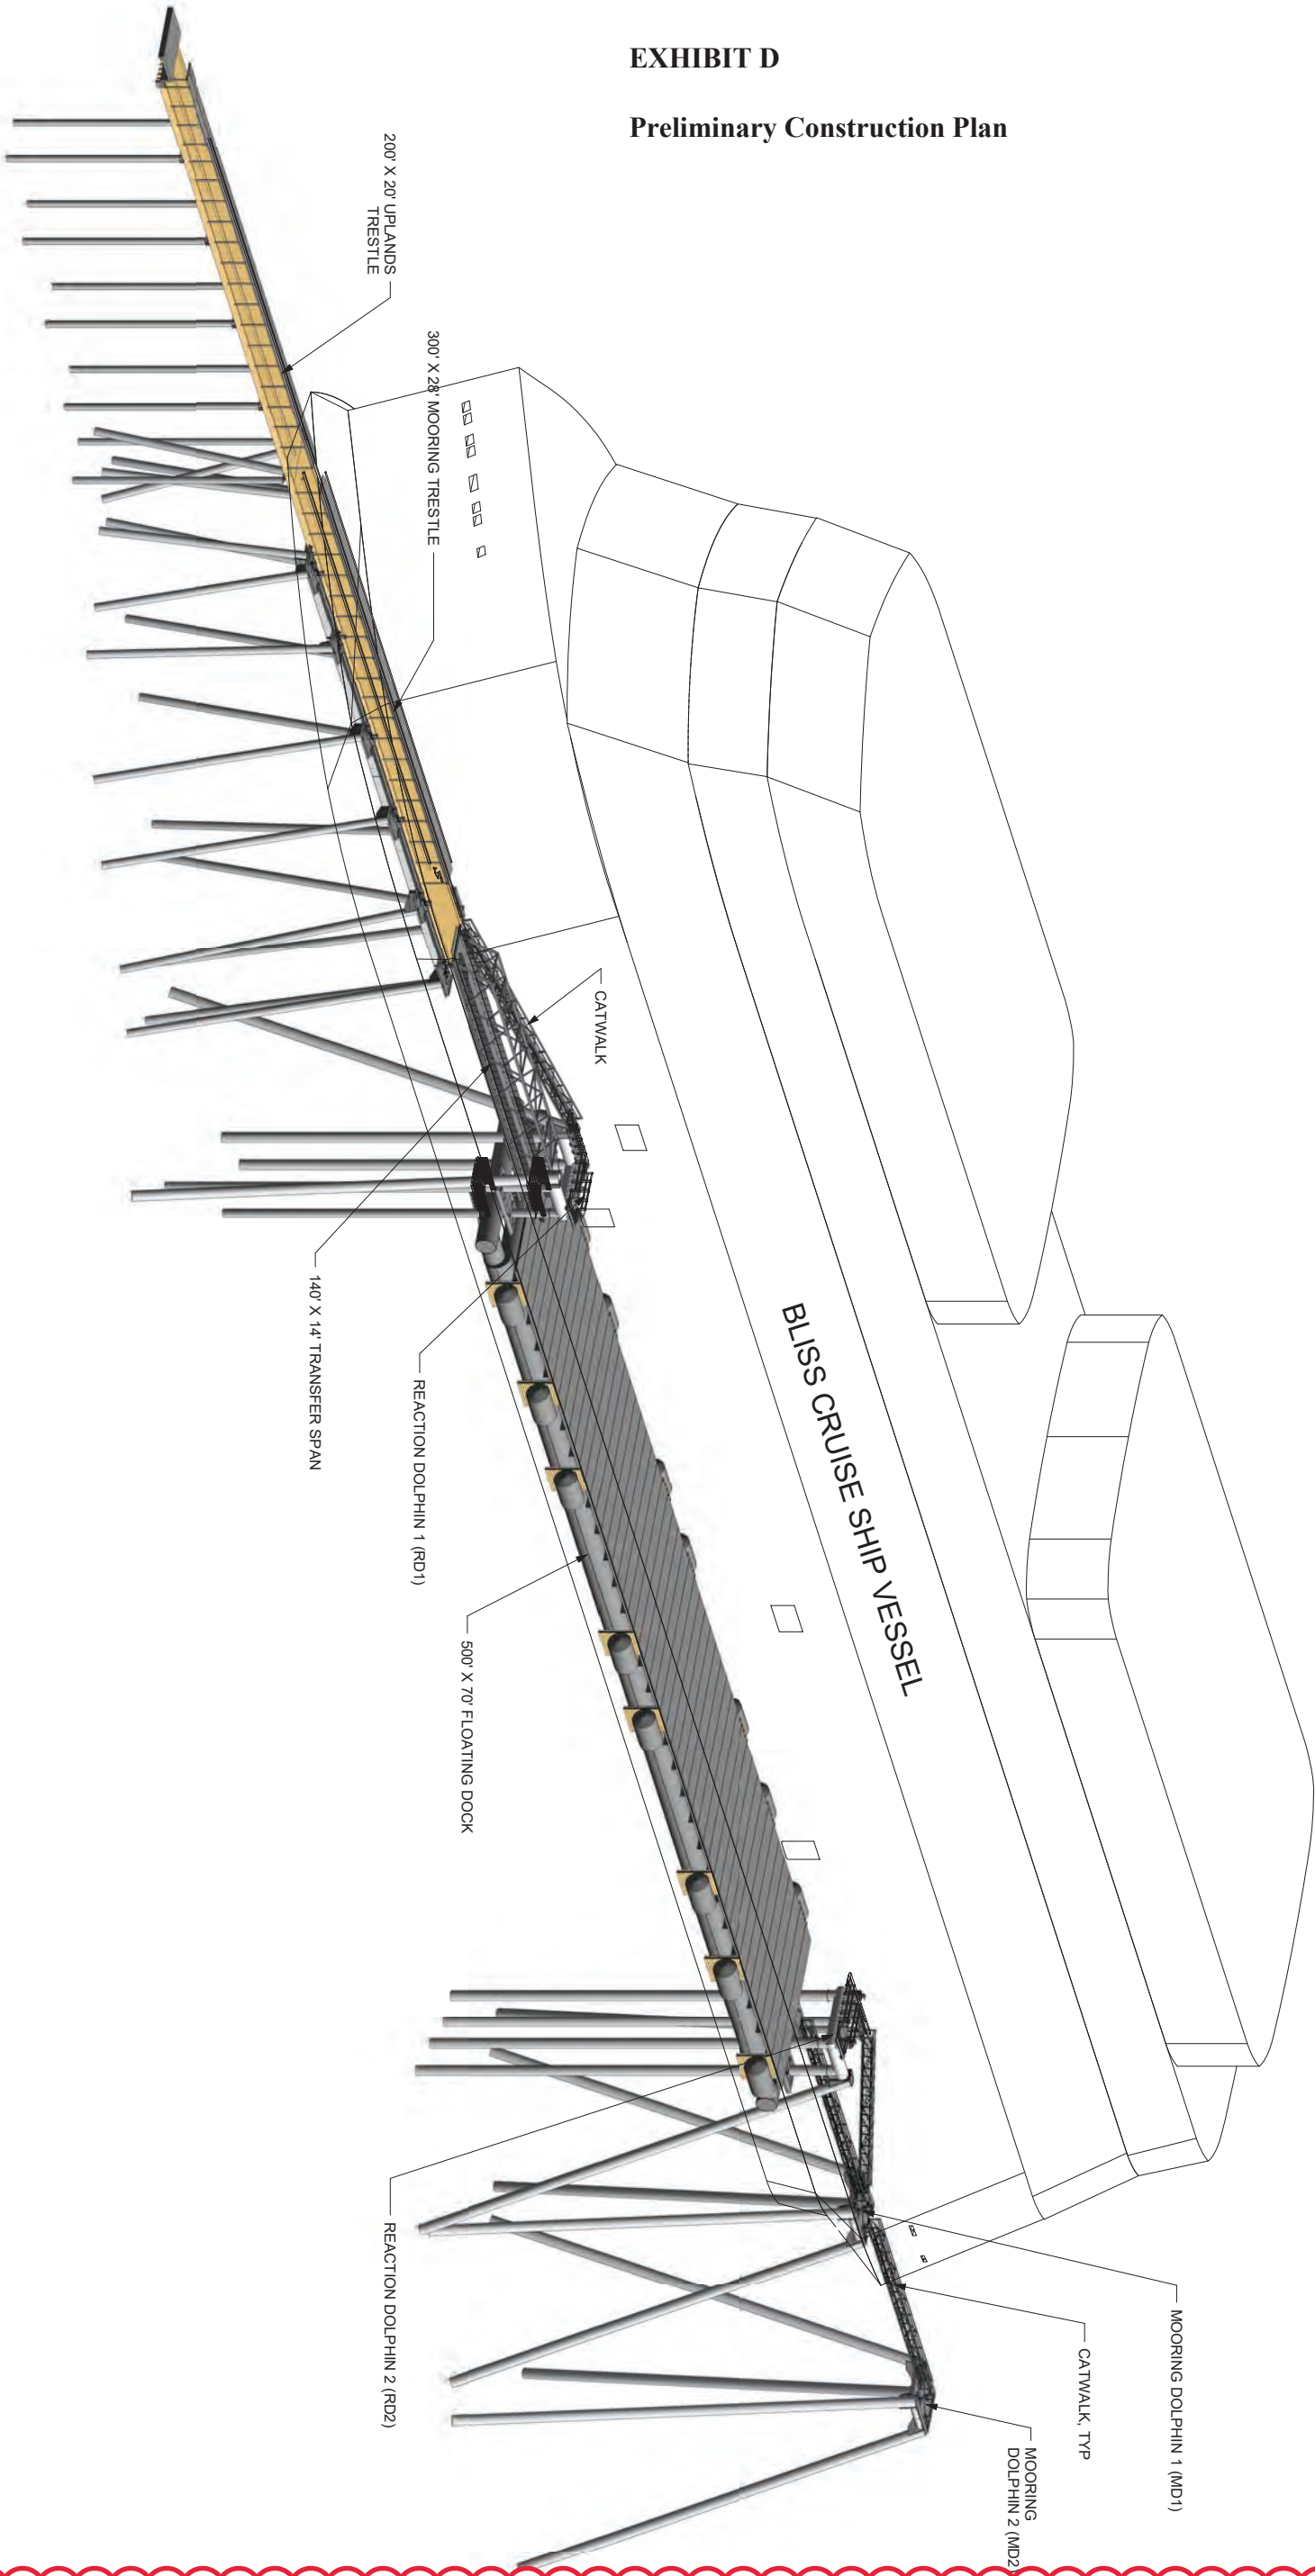 EXHIBIT D
Preliminary Construction Plan
200' X 20' UPLANDS
TRESTLE
300' X 28' MOORING TRESTLE
CATWALK
140' X 14' TRANSFER SPAN
REACTION DOLPHIN 1 (RD1)
500' X 70' FLOATING DOCK
BLISS CRUISE SHIP VESSEL
REACTION DOLPHIN 2 (RD2)
MOORING DOLPHIN 1 (MD1)
CATWALK, TYP
MOORING
DOLPHIN 2 (MD2)